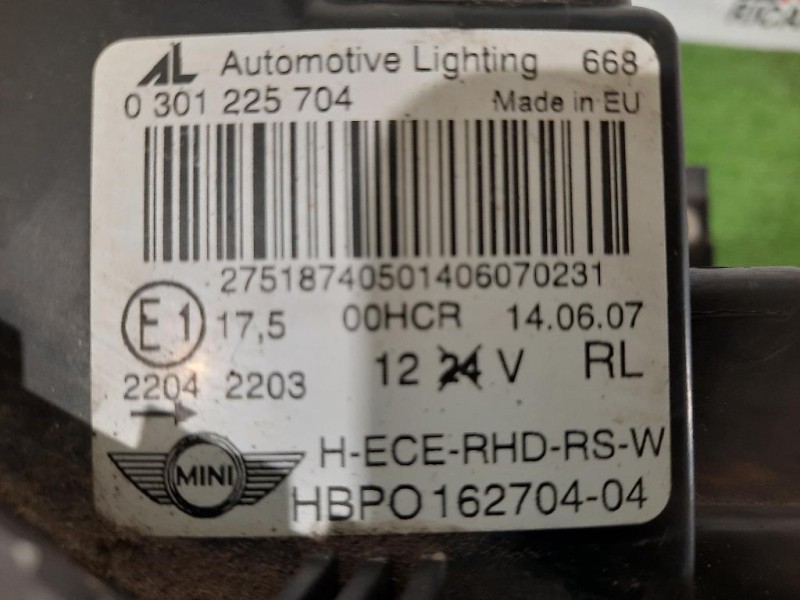 AL Automotive Lighting 668
0 301 225 704 Made in EU
27518740501406070231
E1 17,5 00HCR 14.06.07
12 24 V RL
2204 2203
MINI H-ECE-RHD-RS-W
HBPO 162704-04